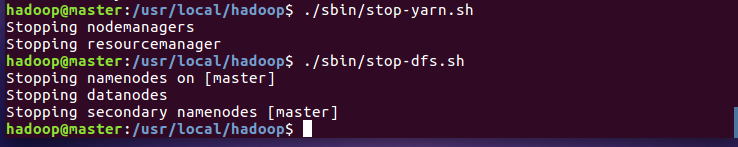 hadoop@master:/usr/local/hadoop$ ./sbin/stop-yarn.sh
Stopping nodemanagers
Stopping resourcemanager
hadoop@master:/usr/local/hadoop$ ./sbin/stop-dfs.sh
Stopping namenodes on [master]
Stopping datanodes
Stopping secondary namenodes [master]
hadoop@master:/usr/local/hadoop$